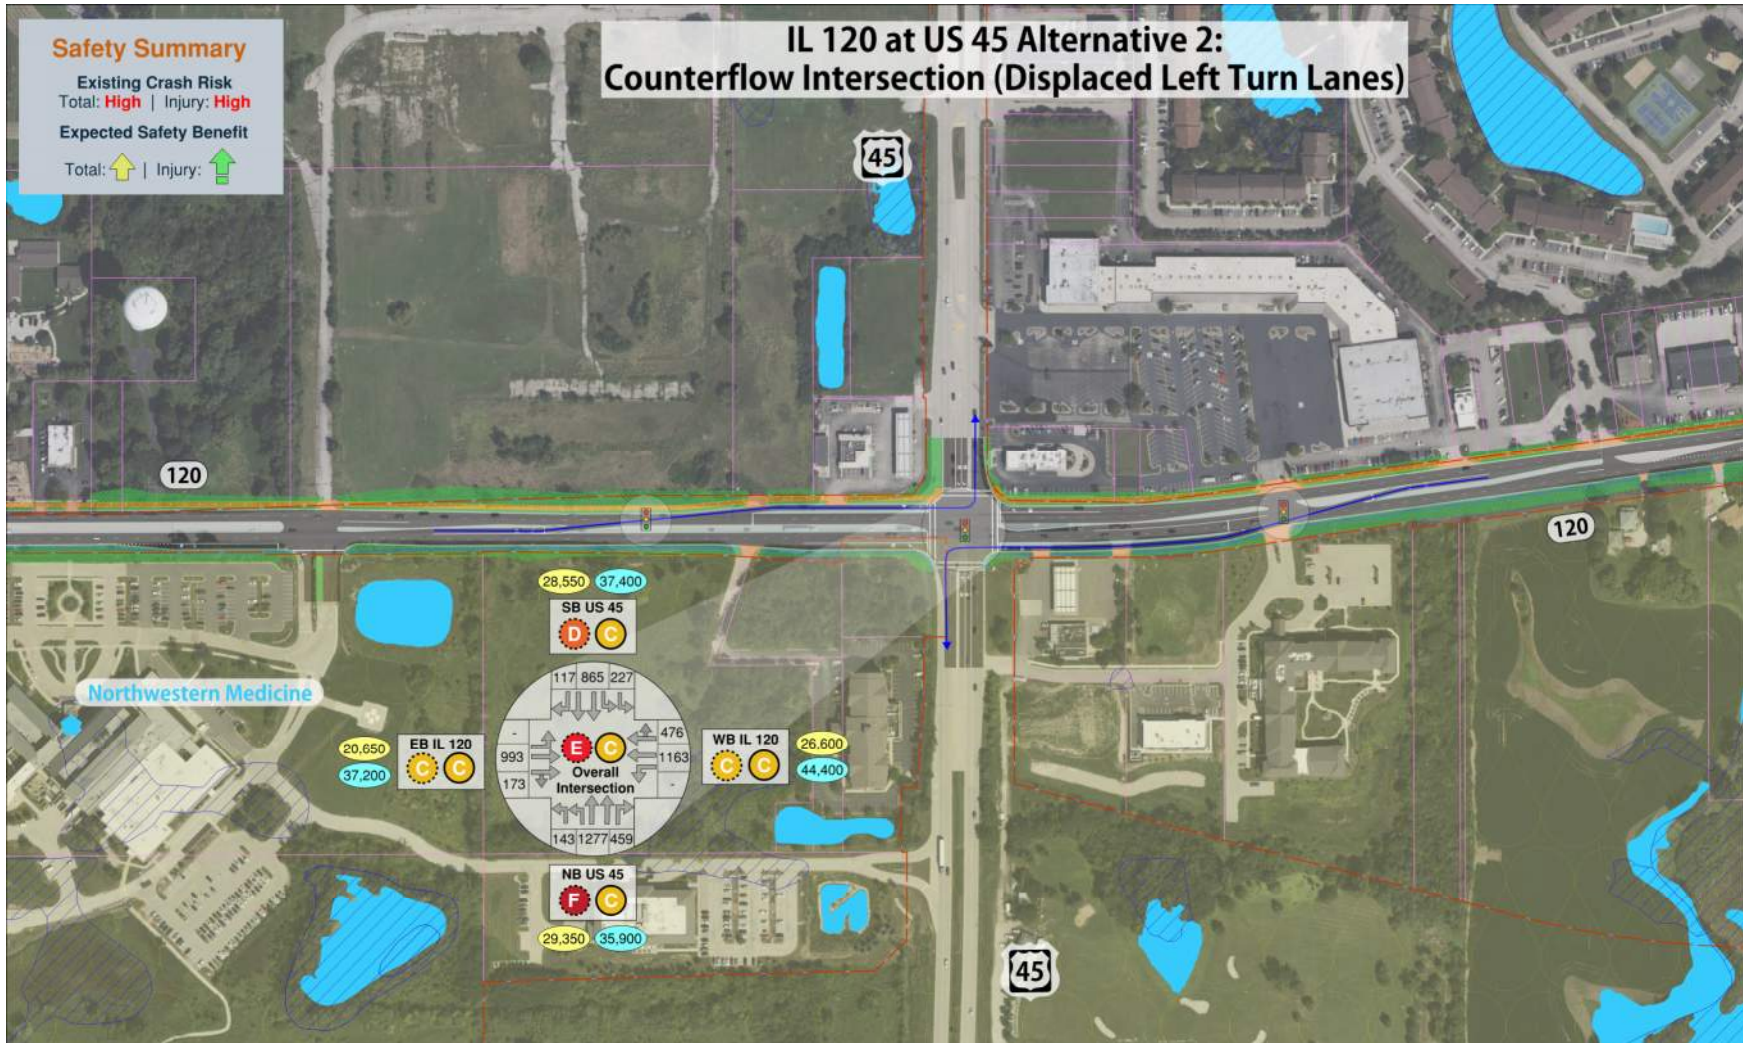 Safety Summary
Existing Crash Risk
Total: High | Injury: High
Expected Safety Benefit
Total: | Injury:
IL 120 at US 45 Alternative 2:
Counterflow Intersection (Displaced Left Turn Lanes)
45
120
120
28,550 37,400
SB US 45
D C
Northwestern Medicine
117 865 227
20,650
37,200
EB IL 120
C C
-
993
173
E C
Overall
Intersection
476
1163
-
WB IL 120
C C
26,600
44,400
143 1277 459
NB US 45
F C
29,350 35,900
45